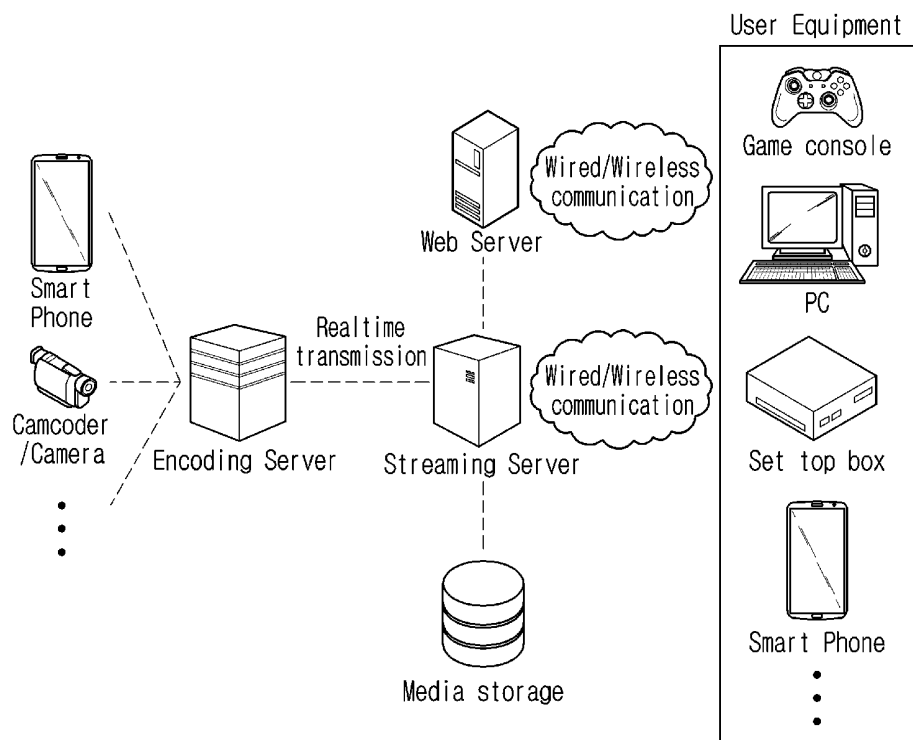 User Equipment
Game console
PC
Set top box
Smart Phone
Wired/Wireless
communication
Web Server
Wired/Wireless
communication
Streaming Server
Realtime
transmission
Encoding Server
Media storage
Smart
Phone
Camcoder
/Camera